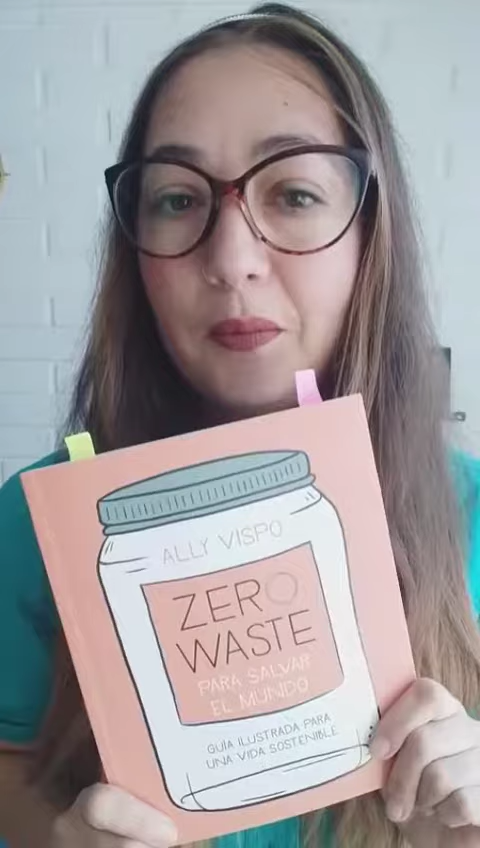 ALLY VISPO
ZERO
WASTE
PARA SALVAR
EL MUNDO
GUÍA ILUSTRADA PARA
UNA VIDA SOSTENIBLE